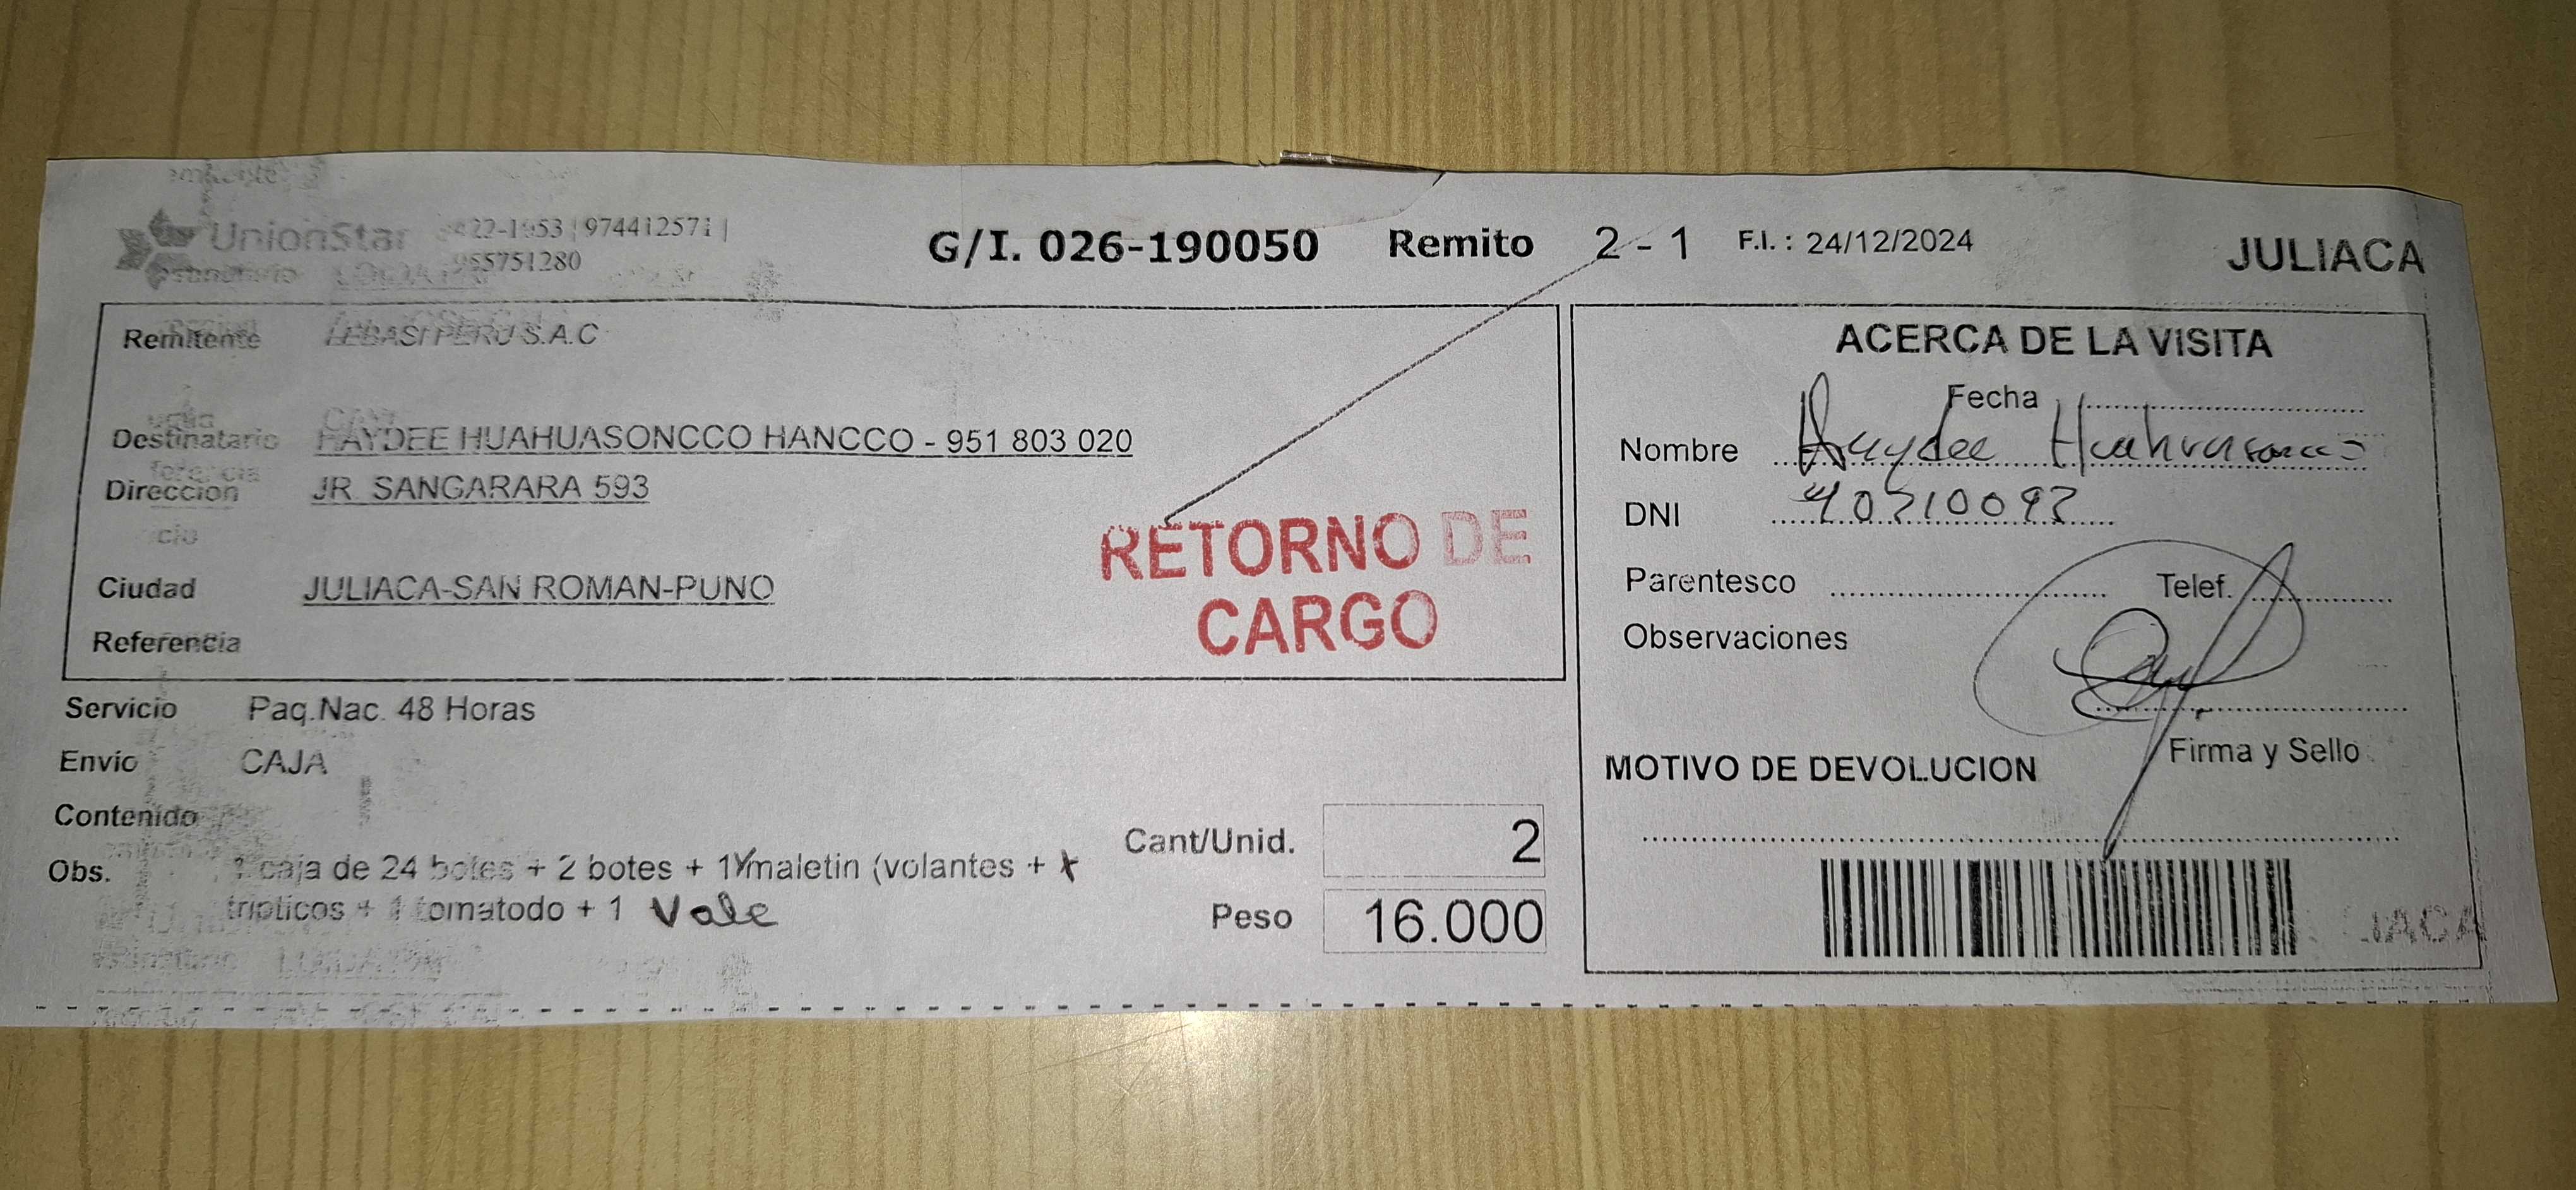 UnionStar 974412571 |
955751280
G/I. 026-190050 Remito 2 - 1 F.I. : 24/12/2024 JULIACA
Remitente LEBASI PERU S.A.C
Destinatario HAYDEE HUAHUASONCCO HANCCO - 951 803 020
Dirección JR. SANGARARA 593
Ciudad JULIACA-SAN ROMAN-PUNO
Referencia
RETORNO DE
CARGO
Servicio Paq.Nac. 48 Horas
Envío CAJA
Contenido
Obs. 1 caja de 24 botes + 2 botes + 1 maletin (volantes +
tripticos + 1 tomatodo + 1 Vale
Cant/Unid. 2
Peso 16.000
ACERCA DE LA VISITA
Fecha
Nombre Haydee Huahuasoncco
DNI
Parentesco Telef.
Observaciones
Firma y Sello
MOTIVO DE DEVOLUCION